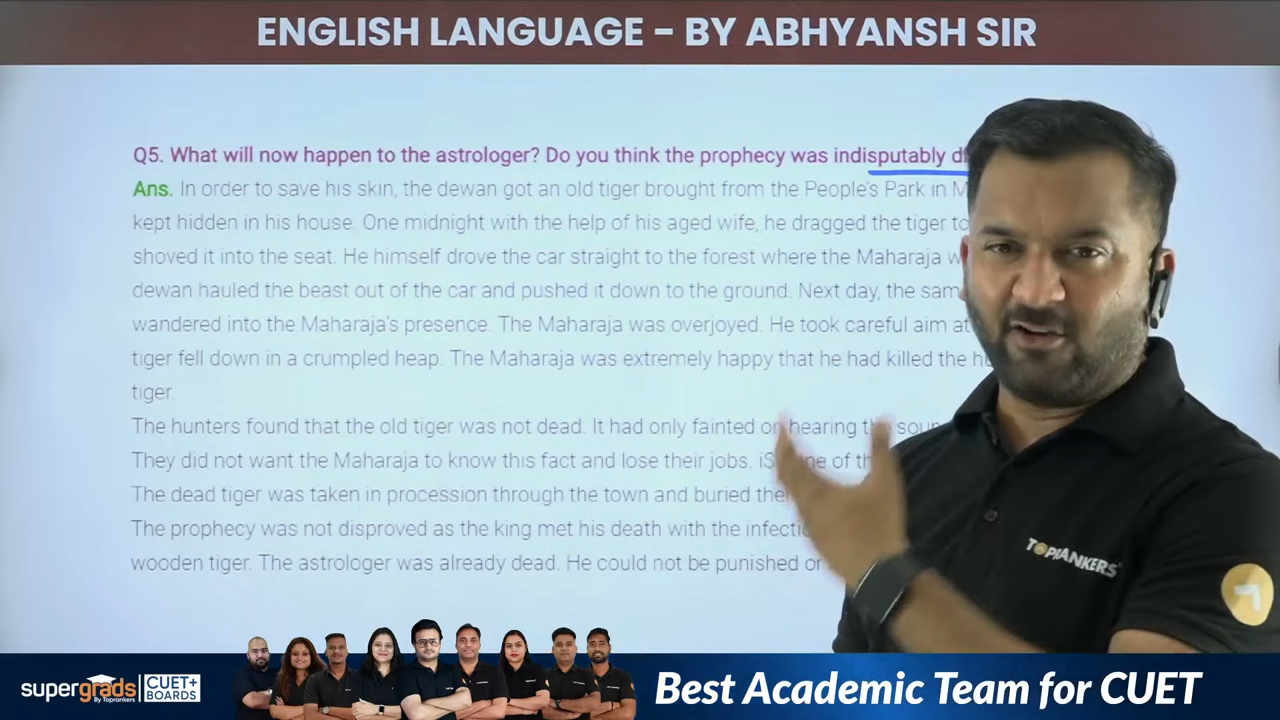 ENGLISH LANGUAGE – BY ABHYANSH SIR
Q5. What will now happen to the astrologer? Do you think the prophecy was indisputably
Ans. In order to save his skin, the dewan got an old tiger brought from the People's Park in
kept hidden in his house. One midnight with the help of his aged wife, he dragged the tiger to
shoved it into the seat. He himself drove the car straight to the forest where the Maharaja
dewan hauled the beast out of the car and pushed it down to the ground. Next day, the
wandered into the Maharaja's presence. The Maharaja was overjoyed. He took careful aim at
tiger fell down in a crumpled heap. The Maharaja was extremely happy that he had killed the
tiger.
The hunters found that the old tiger was not dead. It had only fainted on hearing the
They did not want the Maharaja to know this fact and lose their jobs. of
The dead tiger was taken in procession through the town and buried
The prophecy was not disproved as the king met his death with the
wooden tiger. The astrologer was already dead. He could not be punished or
TOPRANKERS
supergrads
By Toprankers
CUET+
BOARDS
Best Academic Team for CUET